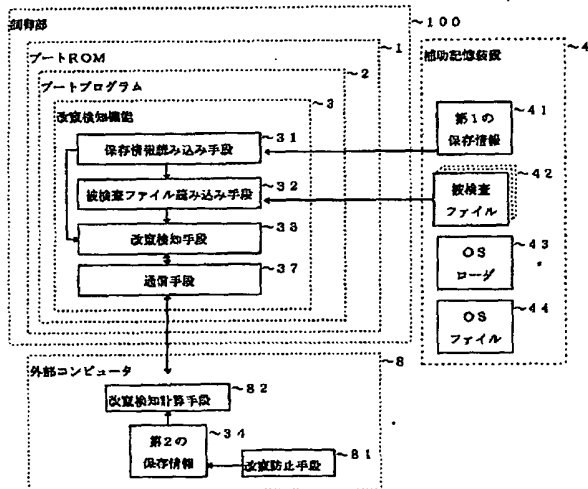 制御部
~100
ブートROM
~1
ブートプログラム
~2
改竄検知機能
~3
保存情報読み込み手段
~31
被検査ファイル読み込み手段
~32
改竄検知手段
~33
通信手段
~37
補助記憶装置
~4
第1の
保存情報
~41
被検査
ファイル
~42
OS
ローダ
~43
OS
ファイル
~44
外部コンピュータ
~8
改竄検知計算手段
~82
第2の
保存情報
~34
改竄防止手段
~81